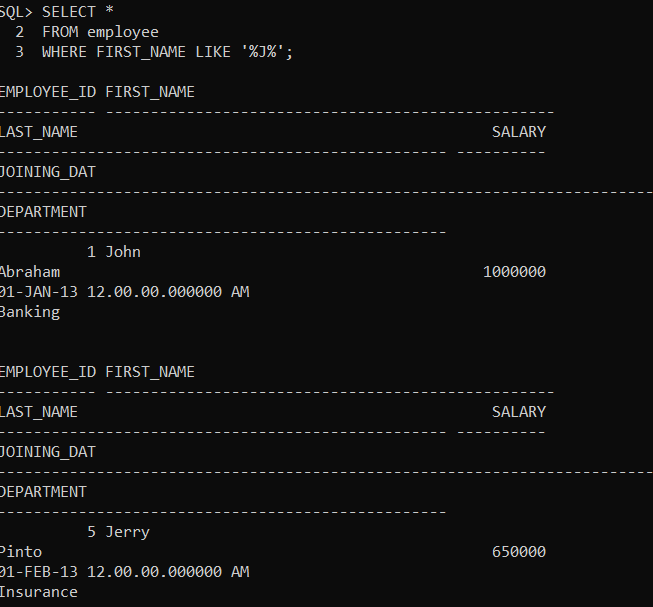 SQL> SELECT *
  2  FROM employee
  3  WHERE FIRST_NAME LIKE '%J%';
EMPLOYEE_ID FIRST_NAME
----------- --------------------------------------------------
LAST_NAME                                              SALARY
-------------------------------------------------- ----------
JOINING_DAT
---------------------------------------------------------------------------
DEPARTMENT
--------------------------------------------------
          1 John
Abraham                                               1000000
01-JAN-13 12.00.00.000000 AM
Banking
EMPLOYEE_ID FIRST_NAME
----------- --------------------------------------------------
LAST_NAME                                              SALARY
-------------------------------------------------- ----------
JOINING_DAT
---------------------------------------------------------------------------
DEPARTMENT
--------------------------------------------------
          5 Jerry
Pinto                                                  650000
01-FEB-13 12.00.00.000000 AM
Insurance